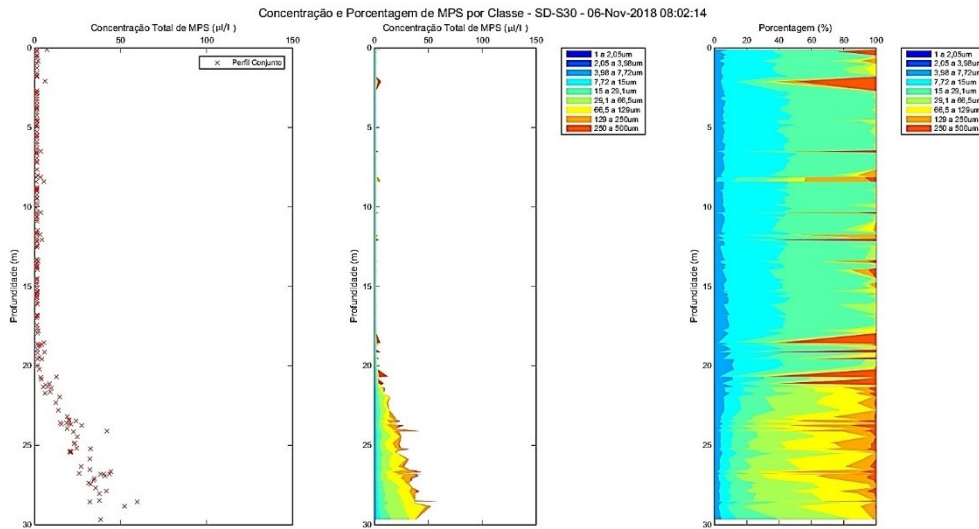 Concentração e Porcentagem de MPS por Classe - SD-S30 - 06-Nov-2018 08:02:14
Concentração Total de MPS (µl/l)
0 50 100 150
Profundidade (m)
0
5
10
15
20
25
30
× Perfil Conjunto
Concentração Total de MPS (µl/l)
0 50 100 150
Profundidade (m)
0
5
10
15
20
25
30
1 a 2,05um
2,05 a 3,98um
3,98 a 7,72um
7,72 a 15um
15 a 29,1um
29,1 a 66,5um
66,5 a 129um
129 a 250um
250 a 500um
Porcentagem (%)
0 20 40 60 80 100
Profundidade (m)
0
5
10
15
20
25
30
1 a 2,05um
2,05 a 3,98um
3,98 a 7,72um
7,72 a 15um
15 a 29,1um
29,1 a 66,5um
66,5 a 129um
129 a 250um
250 a 500um